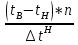 (t_B − t_H) * n
Δt^H